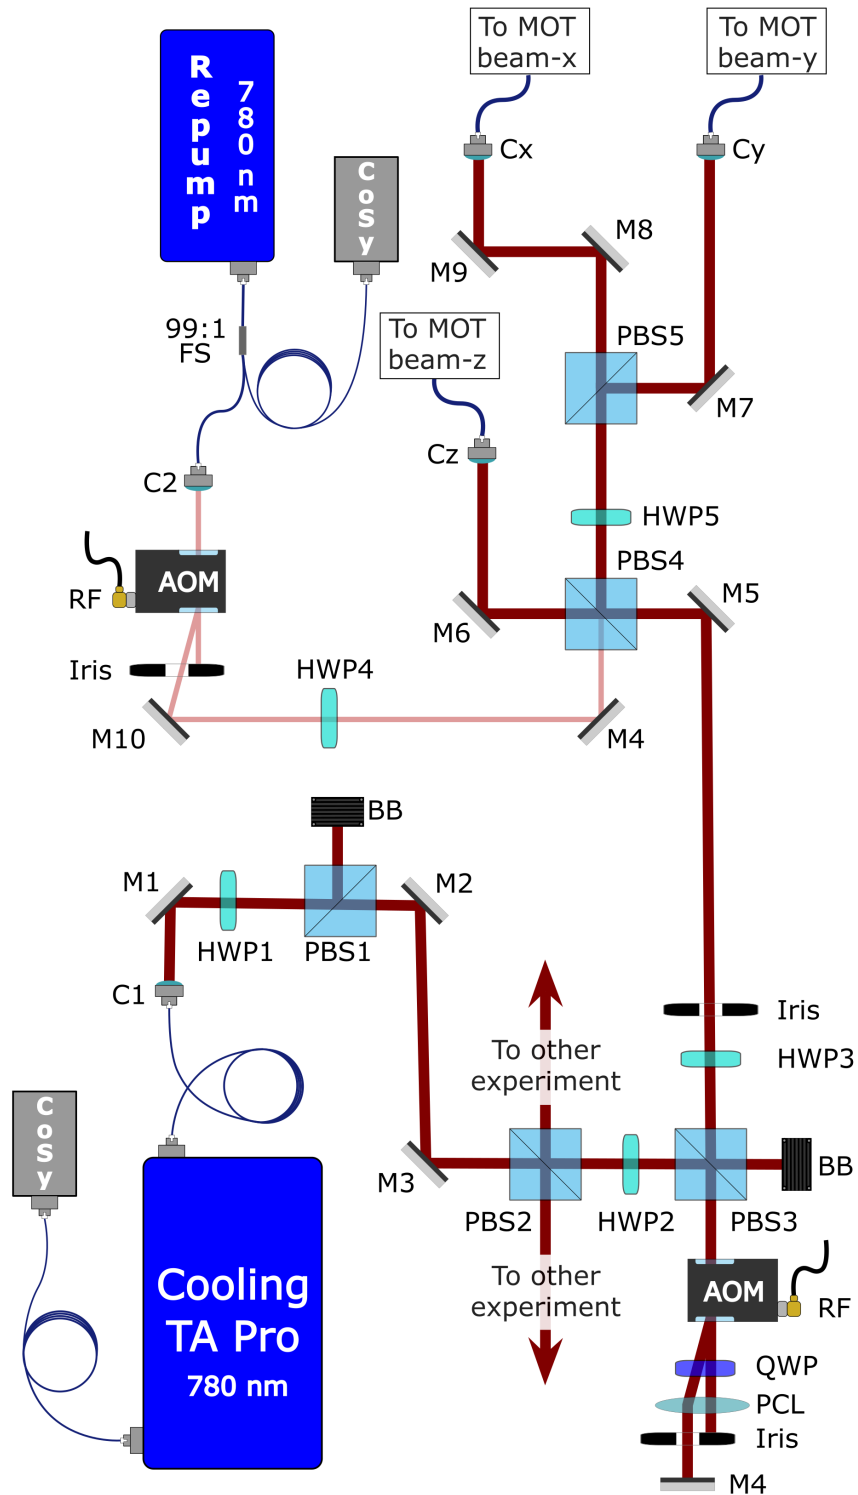 To MOT
beam-x
To MOT
beam-y
Repump
780 nm
CoSy
Cx
Cy
M9
M8
99:1
FS
To MOT
beam-z
PBS5
M7
C2
Cz
HWP5
AOM
RF
PBS4
M5
M6
Iris
HWP4
M10
M4
BB
M1
M2
HWP1
PBS1
C1
Iris
To other
experiment
HWP3
CoSy
M3
BB
PBS2
HWP2
PBS3
Cooling
TA Pro
780 nm
To other
experiment
AOM
RF
QWP
PCL
Iris
M4